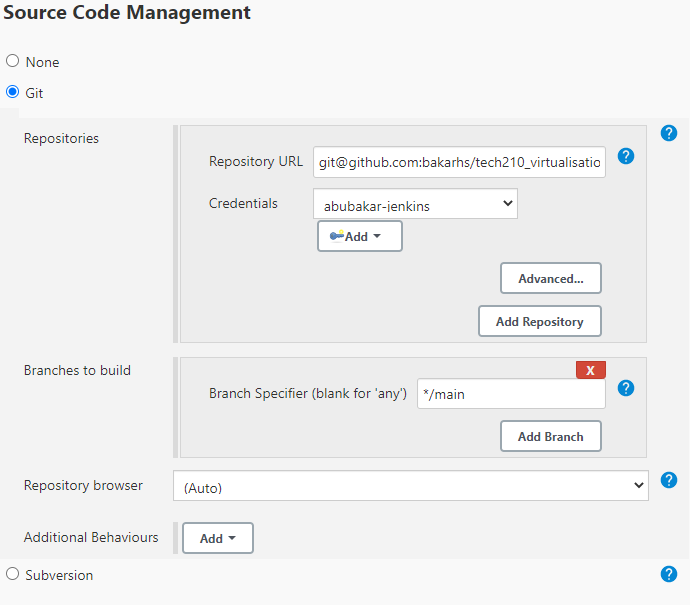 Source Code Management
None
Git
Repositories
Repository URL git@github.com:bakarhs/tech210_virtualisatio
Credentials abubakar-jenkins
Add
Advanced...
Add Repository
Branches to build
X
Branch Specifier (blank for 'any') */main
Add Branch
Repository browser (Auto)
Additional Behaviours Add
Subversion